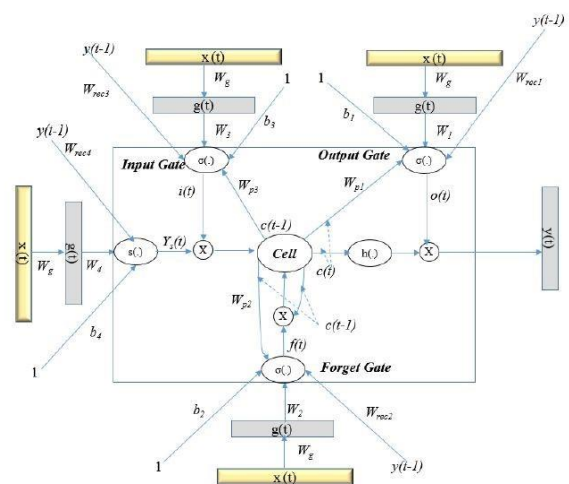 y(t-1)
x(t)
x(t)
y(t-1)
W_rec3
W_g
1
1
W_g
W_rec1
g(t)
g(t)
y(t-1)
b_3
b_1
W_3
W_1
W_rec4
Input Gate
σ(.)
Output Gate
σ(.)
i(t)
W_p3
W_p1
o(t)
x(t)
g(t)
c(t-1)
y(t)
s(.)
Y_s(t)
X
Cell
h(.)
X
W_g
W_4
c(t)
W_p2
c(t-1)
X
b_4
f(t)
1
σ(.)
Forget Gate
b_2
W_2
W_rec2
g(t)
1
W_g
y(t-1)
x(t)